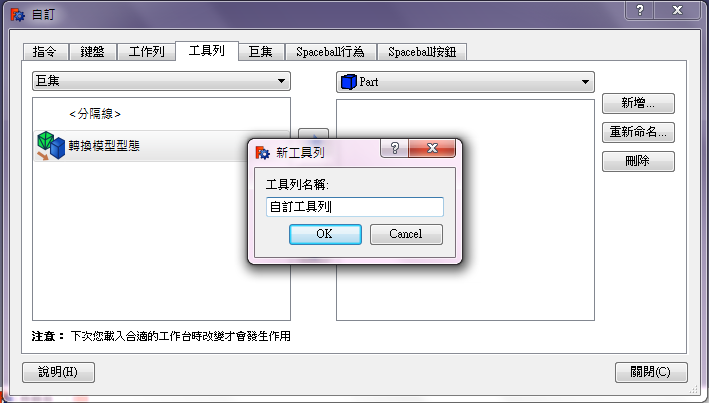 自訂
指令 鍵盤 工作列 工具列 巨集 Spaceball行為 Spaceball按鈕
巨集
Part
<分隔線>
轉換模型型態
新增...
重新命名...
刪除
新工具列
工具列名稱:
自訂工具列
OK Cancel
注意： 下次您載入合適的工作台時改變才會發生作用
說明(H) 關閉(C)